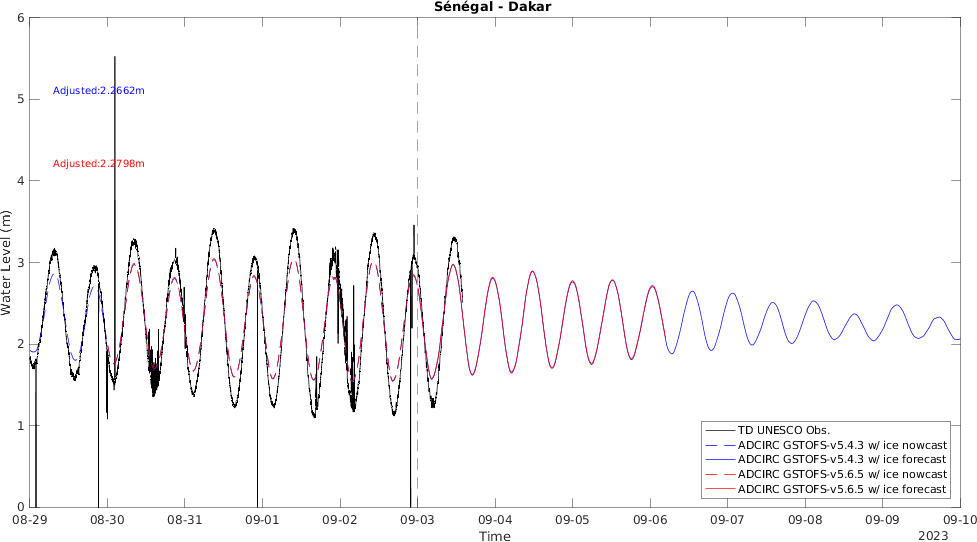 Sénégal - Dakar
6
5
4
3
2
1
0
Water Level (m)
Adjusted:2.2662m
Adjusted:2.2798m
TD UNESCO Obs.
ADCIRC GSTOFS-v5.4.3 w/ ice nowcast
ADCIRC GSTOFS-v5.4.3 w/ ice forecast
ADCIRC GSTOFS-v5.6.5 w/ ice nowcast
ADCIRC GSTOFS-v5.6.5 w/ ice forecast
08-29 08-30 08-31 09-01 09-02 09-03 09-04 09-05 09-06 09-07 09-08 09-09 09-10
Time
2023